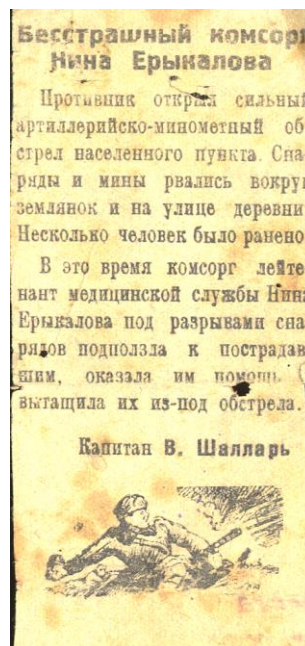 Бесстрашный комсорг
Нина Ерыкалова
Противник открыл сильный
артиллерийско-минометный об
стрел населенного пункта. Сна
ряды и мины рвались вокруг
землянок и на улице деревни
Несколько человек было ранено
В это время комсорг лейте
нант медицинской службы Нина
Ерыкалова под разрывами сна
рядов подползла к пострадав
шим, оказала им помощь
вытащила их из-под обстрела.
Капитан В. Шалларь